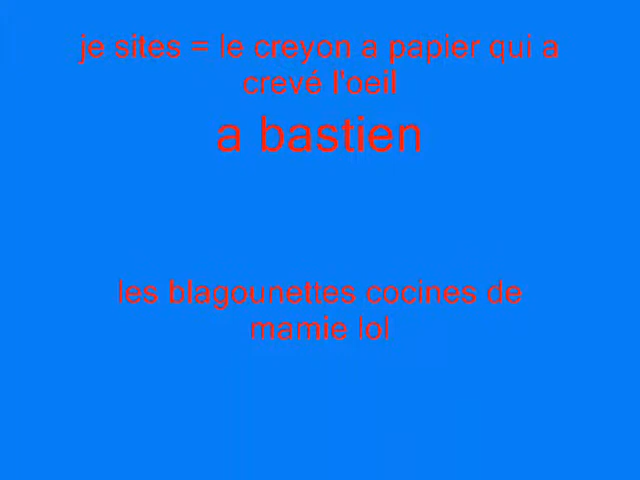 je sites = le creyon a papier qui a
crevé l'oeil
a bastien
les blagounettes cocines de
mamie lol